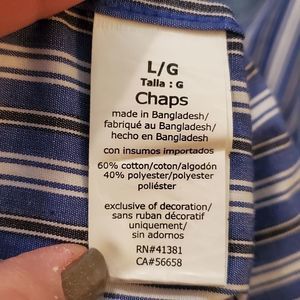 L/G
Talla : G
Chaps
made in Bangladesh/
fabriqué au Bangladesh/
hecho en Bangladesh
con insumos importados
60% cotton/coton/algodón
40% polyester/polyester
poliéster
exclusive of decoration/
sans ruban décoratif
uniquement/
sin adornos
RN#41381
CA#56658